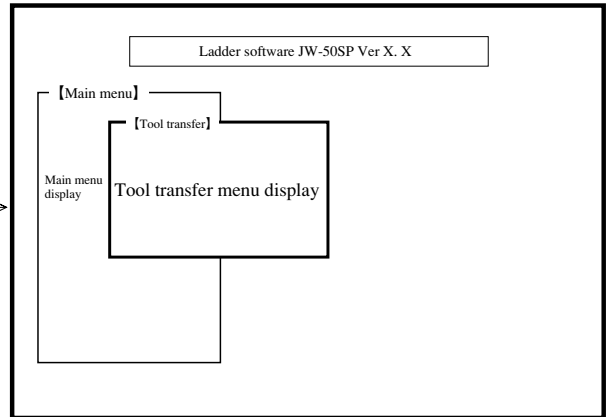 Ladder software JW-50SP Ver X. X
【Main menu】
【Tool transfer】
Main menu
display
Tool transfer menu display